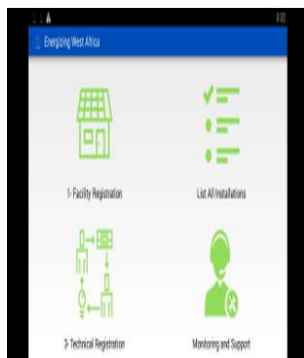 Energizing West Africa
1- Facility Registration
List All Installations
3- Technical Registration
Monitoring and Support